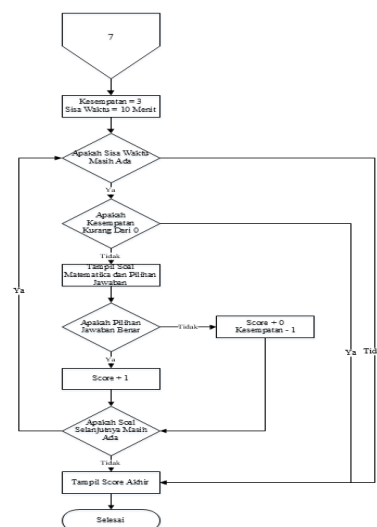 7
Kesempatan = 3
Sisa Waktu = 10 Menit
Apakah Sisa Waktu
Masih Ada
Ya
Apakah
Kesempatan
Kurang Dari 0
Tidak
Tampil Soal
Matematika dan Pilihan
Jawaban
Apakah Pilihan
Jawaban Benar
Tidak
Score + 0
Kesempatan - 1
Ya
Ya
Ya
Tid
Score + 1
Apakah Soal
Selanjutnya Masih
Ada
Tidak
Tampil Score Akhir
Selesai